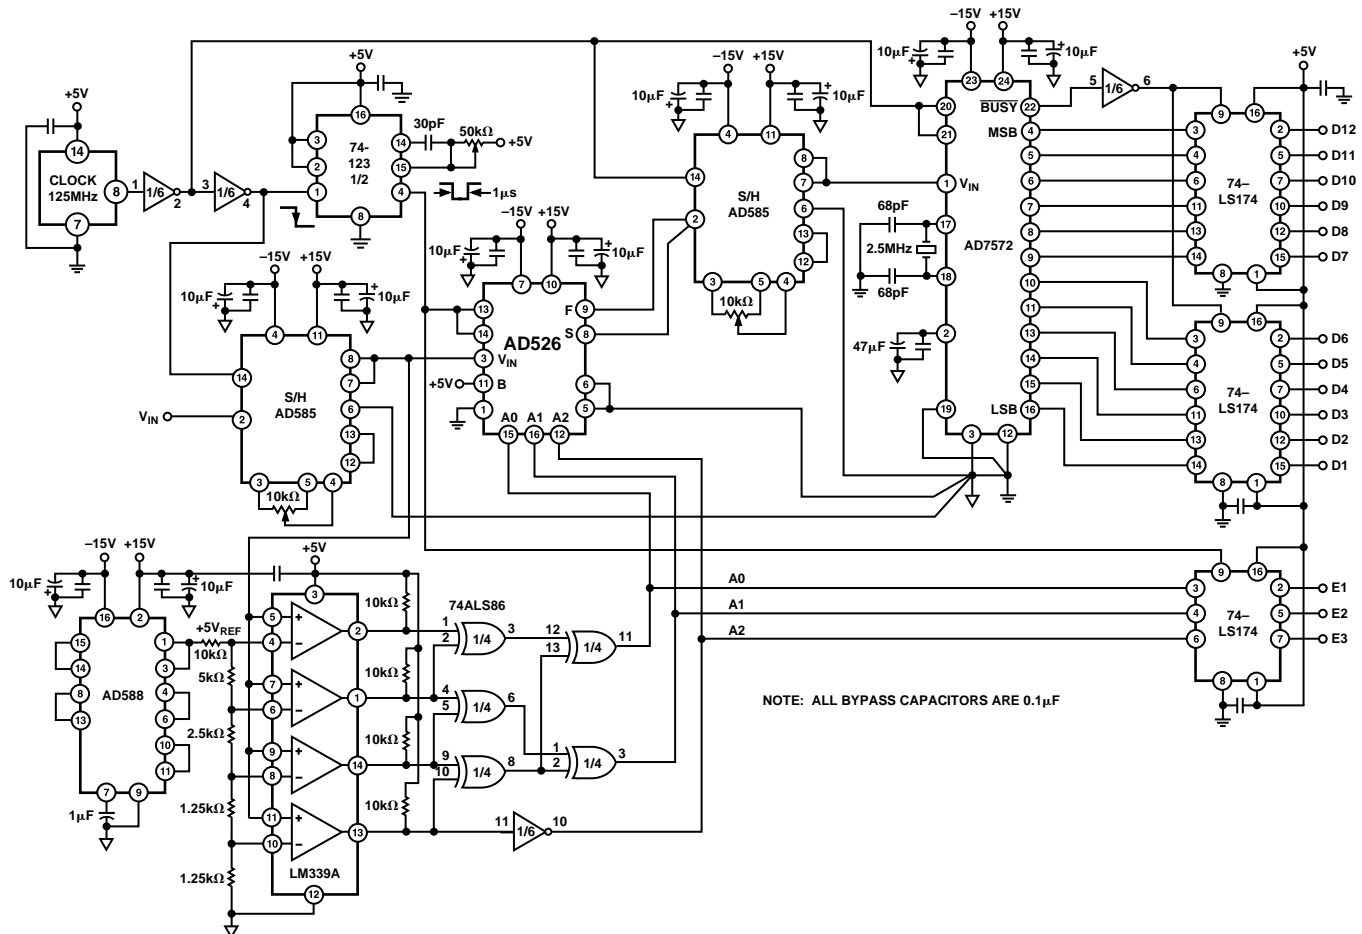 –15V +15V
10µF 10µF
+5V
–15V +15V
10µF 10µF
+5V
CLOCK
125MHz
14 8 7
1 1/6 2
3 1/6 4
+5V
16 3 2 1 14 15 4 8
74-
123
1/2
30pF
50kΩ
+5V
1µs
–15V +15V
10µF 10µF
4 11 14 2 8 7 6 13 12 3 5 4
S/H
AD585
10kΩ
23 24 20 21 1 17 18 2 19 3 12
BUSY 22
MSB 4
5
6
7
8
9
10
11
13
14
15
LSB 16
VIN
AD7572
68pF
2.5MHz
68pF
47µF
5 1/6 6
9 16 3 4 6 11 13 14 8 1
74–
LS174
2 D12
5 D11
7 D10
10 D9
12 D8
15 D7
9 16 3 4 6 11 13 14 8 1
74–
LS174
2 D6
5 D5
7 D4
10 D3
12 D2
15 D1
–15V +15V
10µF 10µF
7 10
13
14
3 VIN
+5V 11 B
1
AD526
F 9
S 8
6
5
A0 A1 A2
15 16 12
–15V +15V
10µF 10µF
4 11 14 2 8 7 6 13 12 3 5 4
VIN
S/H
AD585
10kΩ
–15V +15V
10µF 10µF
16 2 15 14 8 13 1 3 4 6 10 11 7 9
AD588
1µF
+5VREF
10kΩ
5kΩ
2.5kΩ
1.25kΩ
1.25kΩ
+5V
3
5 + 4 – 2
7 + 6 – 1
9 + 8 – 14
11 + 10 – 13
LM339A
12
10kΩ
10kΩ
10kΩ
10kΩ
74ALS86
1 2 1/4 3
4 5 1/4 6
9 10 1/4 8
12 13 1/4 11
1 2 1/4 3
11 1/6 10
A0
A1
A2
9 16 3 4 6 8 1
74–
LS174
2 E1
5 E2
7 E3
NOTE: ALL BYPASS CAPACITORS ARE 0.1µF